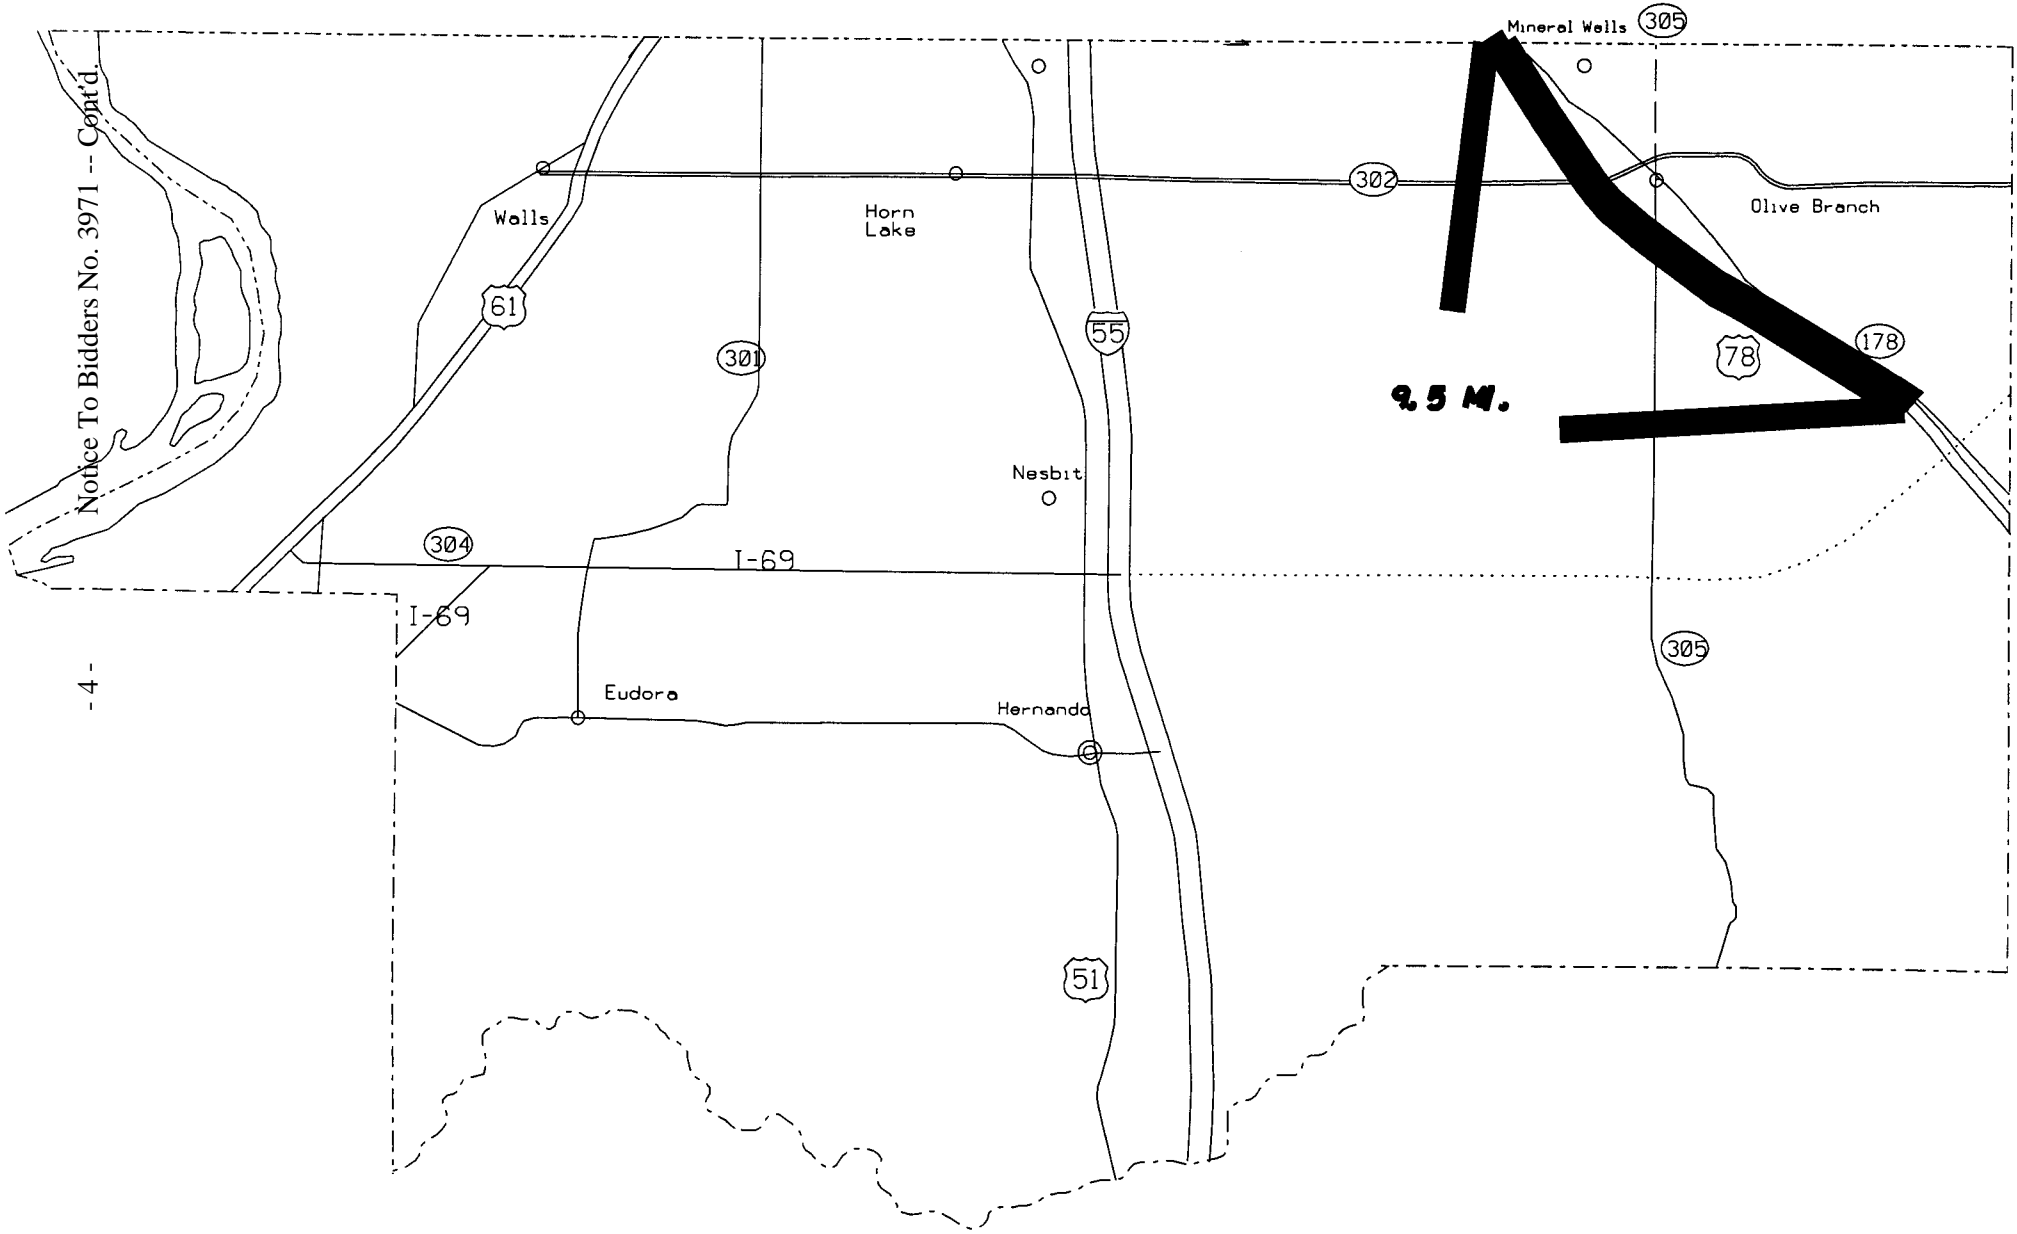 Notice To Bidders No. 3971 -- Cont'd.
- 4 -
Mineral Wells
305
302
Walls
Horn
Lake
Olive Branch
61
55
301
178
78
9.5 MI.
Nesbit
304
I-69
I-69
305
Eudora
Hernando
51